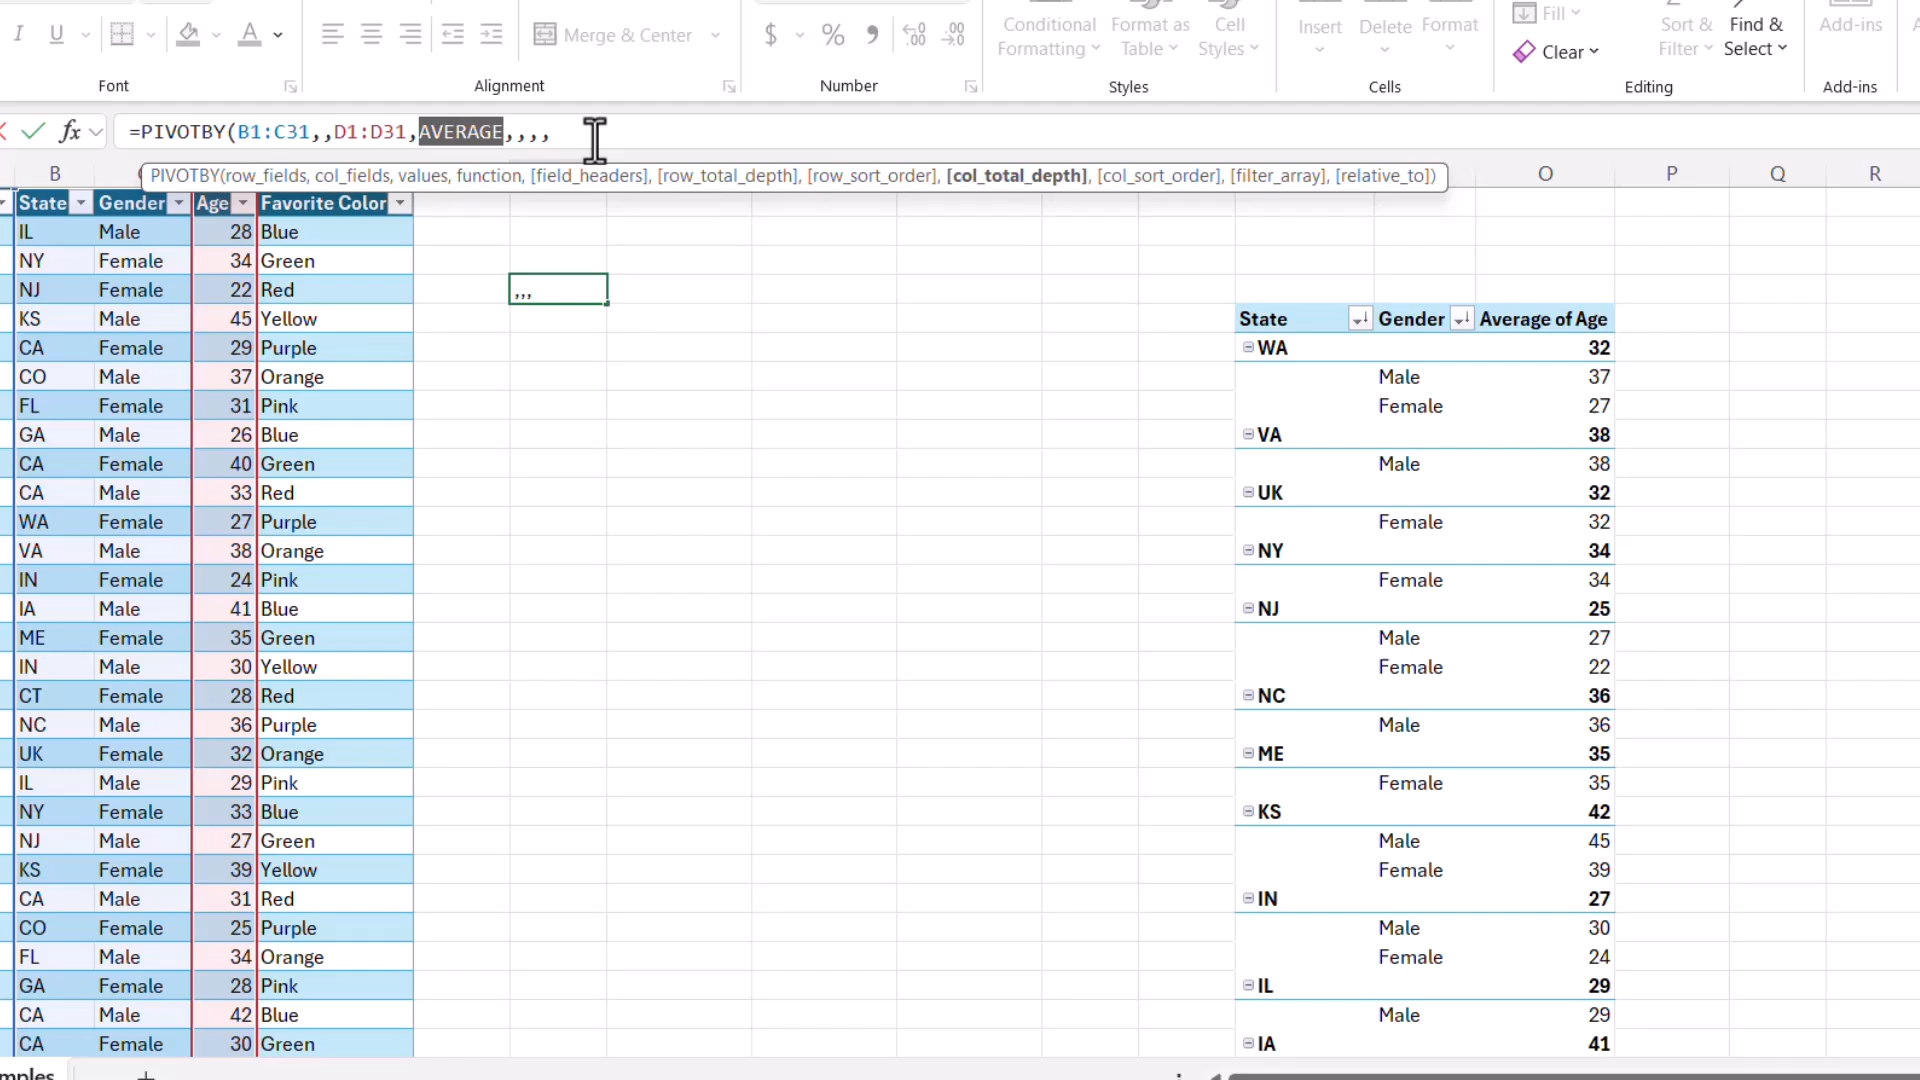 I U A $ % 9
Merge & Center
Conditional Formatting
Format as Table
Cell Styles
Insert
Delete
Format
Fill
Clear
Sort & Filter
Find & Select
Add-ins
Font
Alignment
Number
Styles
Cells
Editing
Add-ins
fx
=PIVOTBY(B1:C31,,D1:D31,AVERAGE,,,,
B O P Q R
PIVOTBY(row_fields, col_fields, values, function, [field_headers], [row_total_depth], [row_sort_order], [col_total_depth], [col_sort_order], [filter_array], [relative_to])
State Gender Age Favorite Color
IL Male 28 Blue
NY Female 34 Green
NJ Female 22 Red
,,,
KS Male 45 Yellow
State Gender Average of Age
CA Female 29 Purple
WA 32
CO Male 37 Orange
Male 37
FL Female 31 Pink
Female 27
GA Male 26 Blue
VA 38
CA Female 40 Green
Male 38
CA Male 33 Red
UK 32
WA Female 27 Purple
Female 32
VA Male 38 Orange
NY 34
IN Female 24 Pink
Female 34
IA Male 41 Blue
NJ 25
ME Female 35 Green
Male 27
IN Male 30 Yellow
Female 22
CT Female 28 Red
NC 36
NC Male 36 Purple
Male 36
UK Female 32 Orange
ME 35
IL Male 29 Pink
Female 35
NY Female 33 Blue
KS 42
NJ Male 27 Green
Male 45
KS Female 39 Yellow
Female 39
CA Male 31 Red
IN 27
CO Female 25 Purple
Male 30
FL Male 34 Orange
Female 24
GA Female 28 Pink
IL 29
CA Male 42 Blue
Male 29
CA Female 30 Green
IA 41
mples